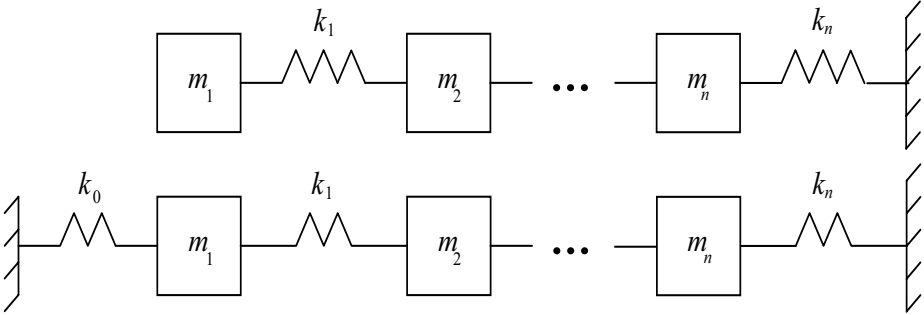 k₁ kₙ
m₁ m₂ ••• mₙ
k₀ k₁ kₙ
m₁ m₂ ••• mₙ